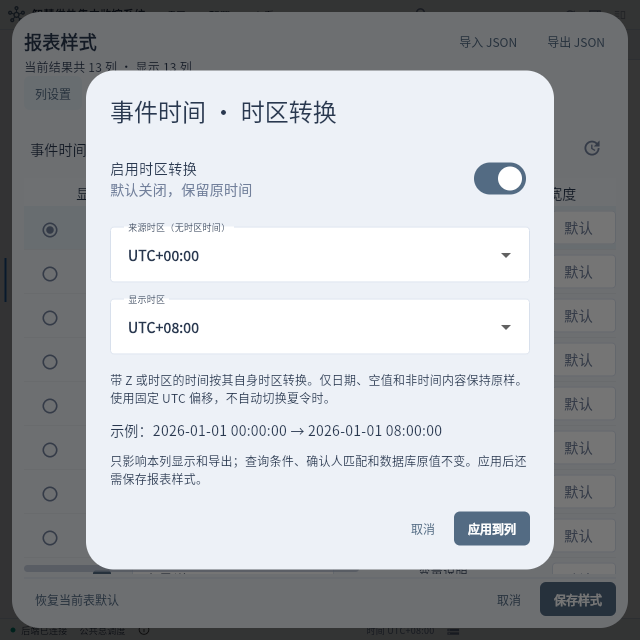 报表样式
导入 JSON
导出 JSON
当前结果共 13 列 · 显示 13 列
列设置
事件时间
事件时间 · 时区转换
启用时区转换
默认关闭，保留原时间
宽度
来源时区（无时区时间）
UTC+00:00
显示时区
UTC+08:00
带 Z 或时区的时间按其自身时区转换。仅日期、空值和非时间内容保持原样。
使用固定 UTC 偏移，不自动切换夏令时。
示例：2026-01-01 00:00:00 → 2026-01-01 08:00:00
只影响本列显示和导出；查询条件、确认人匹配和数据库原值不变。应用后还
需保存报表样式。
取消
应用到列
默认
默认
默认
默认
默认
默认
默认
默认
恢复当前表默认
取消
保存样式